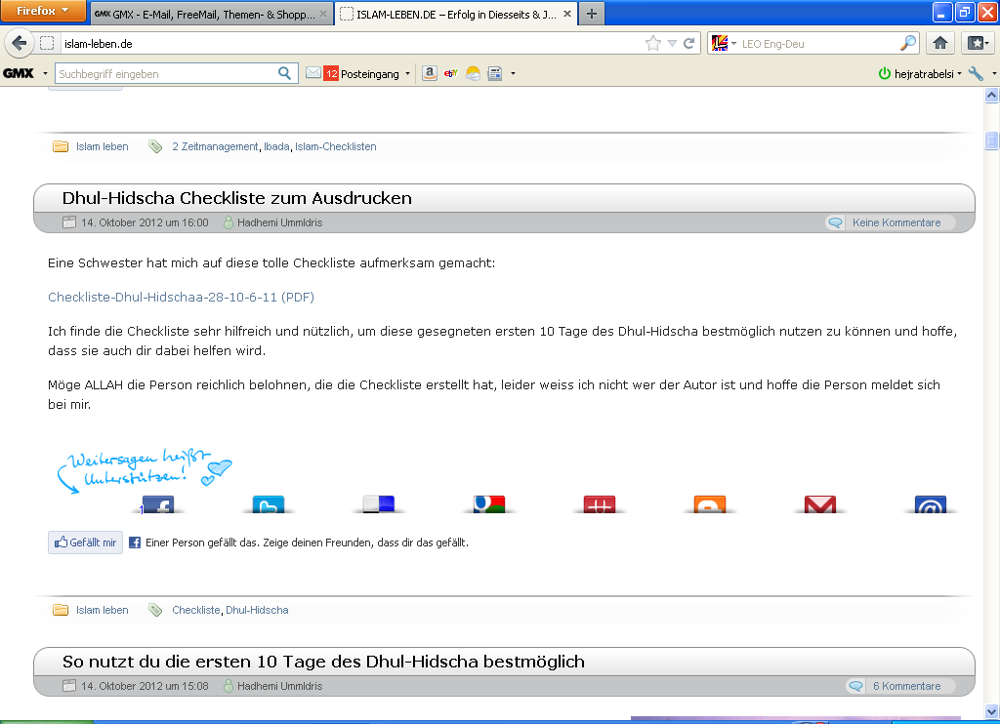 Firefox
GMX GMX - E-Mail, FreeMail, Themen- & Shopp...
ISLAM-LEBEN.DE – Erfolg in Diesseits & J...
islam-leben.de
LEO Eng-Deu
GMX
Suchbegriff eingeben
12 Posteingang
a
ebY
hejratrabelsi
Islam leben
2 Zeitmanagement, Ibada, Islam-Checklisten
Dhul-Hidscha Checkliste zum Ausdrucken
14. Oktober 2012 um 16:00
Hadhemi UmmIdris
Keine Kommentare
Eine Schwester hat mich auf diese tolle Checkliste aufmerksam gemacht:
Checkliste-Dhul-Hidschaa-28-10-6-11 (PDF)
Ich finde die Checkliste sehr hilfreich und nützlich, um diese gesegneten ersten 10 Tage des Dhul-Hidscha bestmöglich nutzen zu können und hoffe,
dass sie auch dir dabei helfen wird.
Möge ALLAH die Person reichlich belohnen, die die Checkliste erstellt hat, leider weiss ich nicht wer der Autor ist und hoffe die Person meldet sich
bei mir.
Weitersagen heißt
Unterstützen!
1
Gefällt mir
Einer Person gefällt das. Zeige deinen Freunden, dass dir das gefällt.
Islam leben
Checkliste, Dhul-Hidscha
So nutzt du die ersten 10 Tage des Dhul-Hidscha bestmöglich
14. Oktober 2012 um 15:08
Hadhemi UmmIdris
6 Kommentare